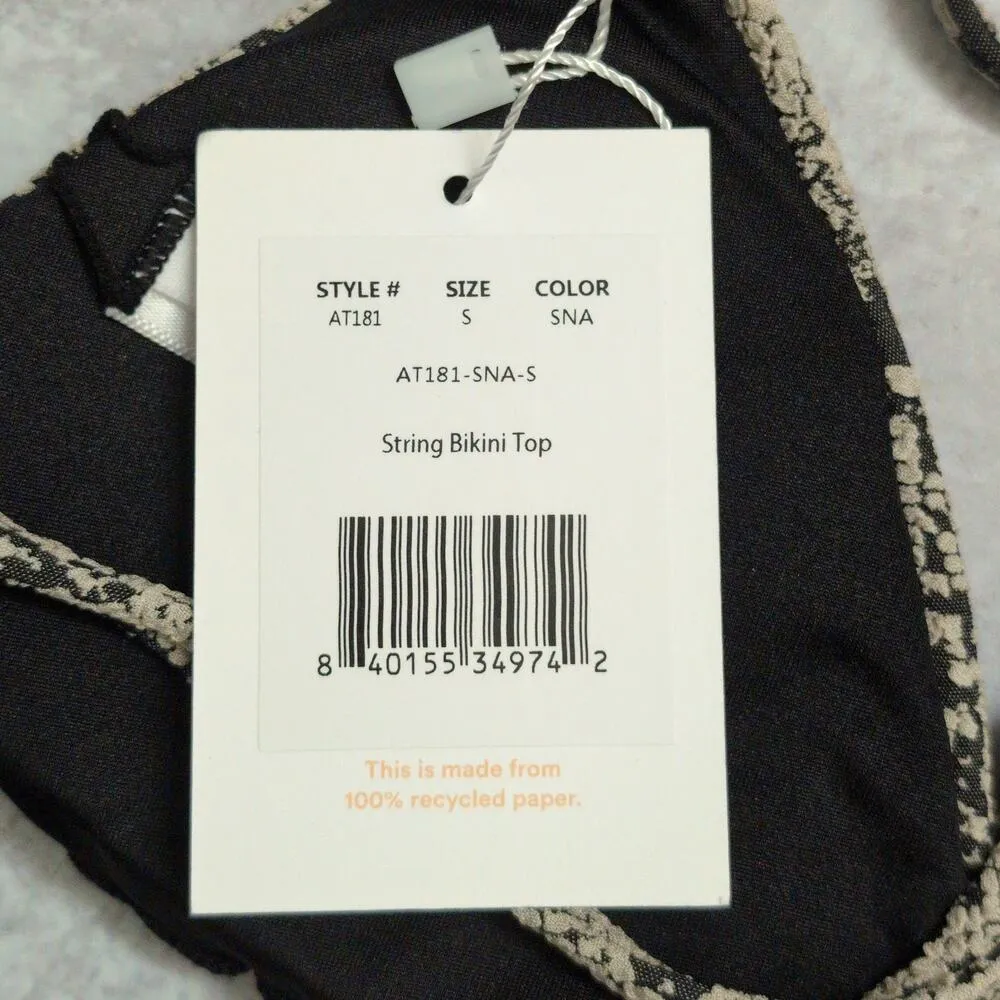 STYLE # SIZE COLOR
AT181 S SNA
AT181-SNA-S
String Bikini Top
8 40155 34974 2
This is made from
100% recycled paper.